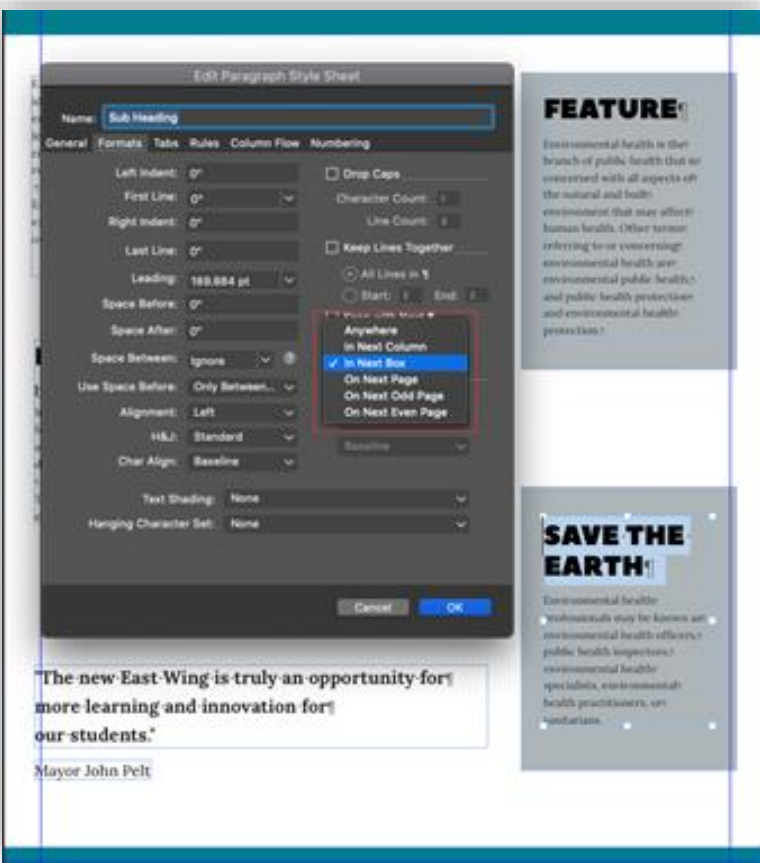 Edit Paragraph Style Sheet
Name: Sub Heading
General Formats Tabs Rules Column Flow Numbering
Left Indent: 0"
First Line: 0"
Right Indent: 0"
Last Line: 0"
Leading: 169.884 pt
Space Before: 0"
Space After: 0"
Space Between: Ignore
Use Space Before: Only Between...
Alignment: Left
H&J: Standard
Char Align: Baseline
Drop Caps
Character Count:
Line Count:
Keep Lines Together
All Lines in ¶
Start: End:
Anywhere
In Next Column
✓ In Next Box
On Next Page
On Next Odd Page
On Next Even Page
Baseline
Text Shading: None
Hanging Character Set: None
Cancel OK
FEATURE¶
Environmental health is the
branch of public health that is
concerned with all aspects of
the natural and built
environment that may affect
human health. Other terms
referring to or concerning
environmental health are
environmental public health,
and public health protection
and environmental health
protection.
SAVE THE
EARTH¶
Environmental health
professionals may be known as
environmental health officers,
public health inspectors,
environmental health
specialists, environmental
health practitioners, or
sanitarians.
"The new East Wing is truly an opportunity for¶
more learning and innovation for¶
our students."
Mayor John Pelt